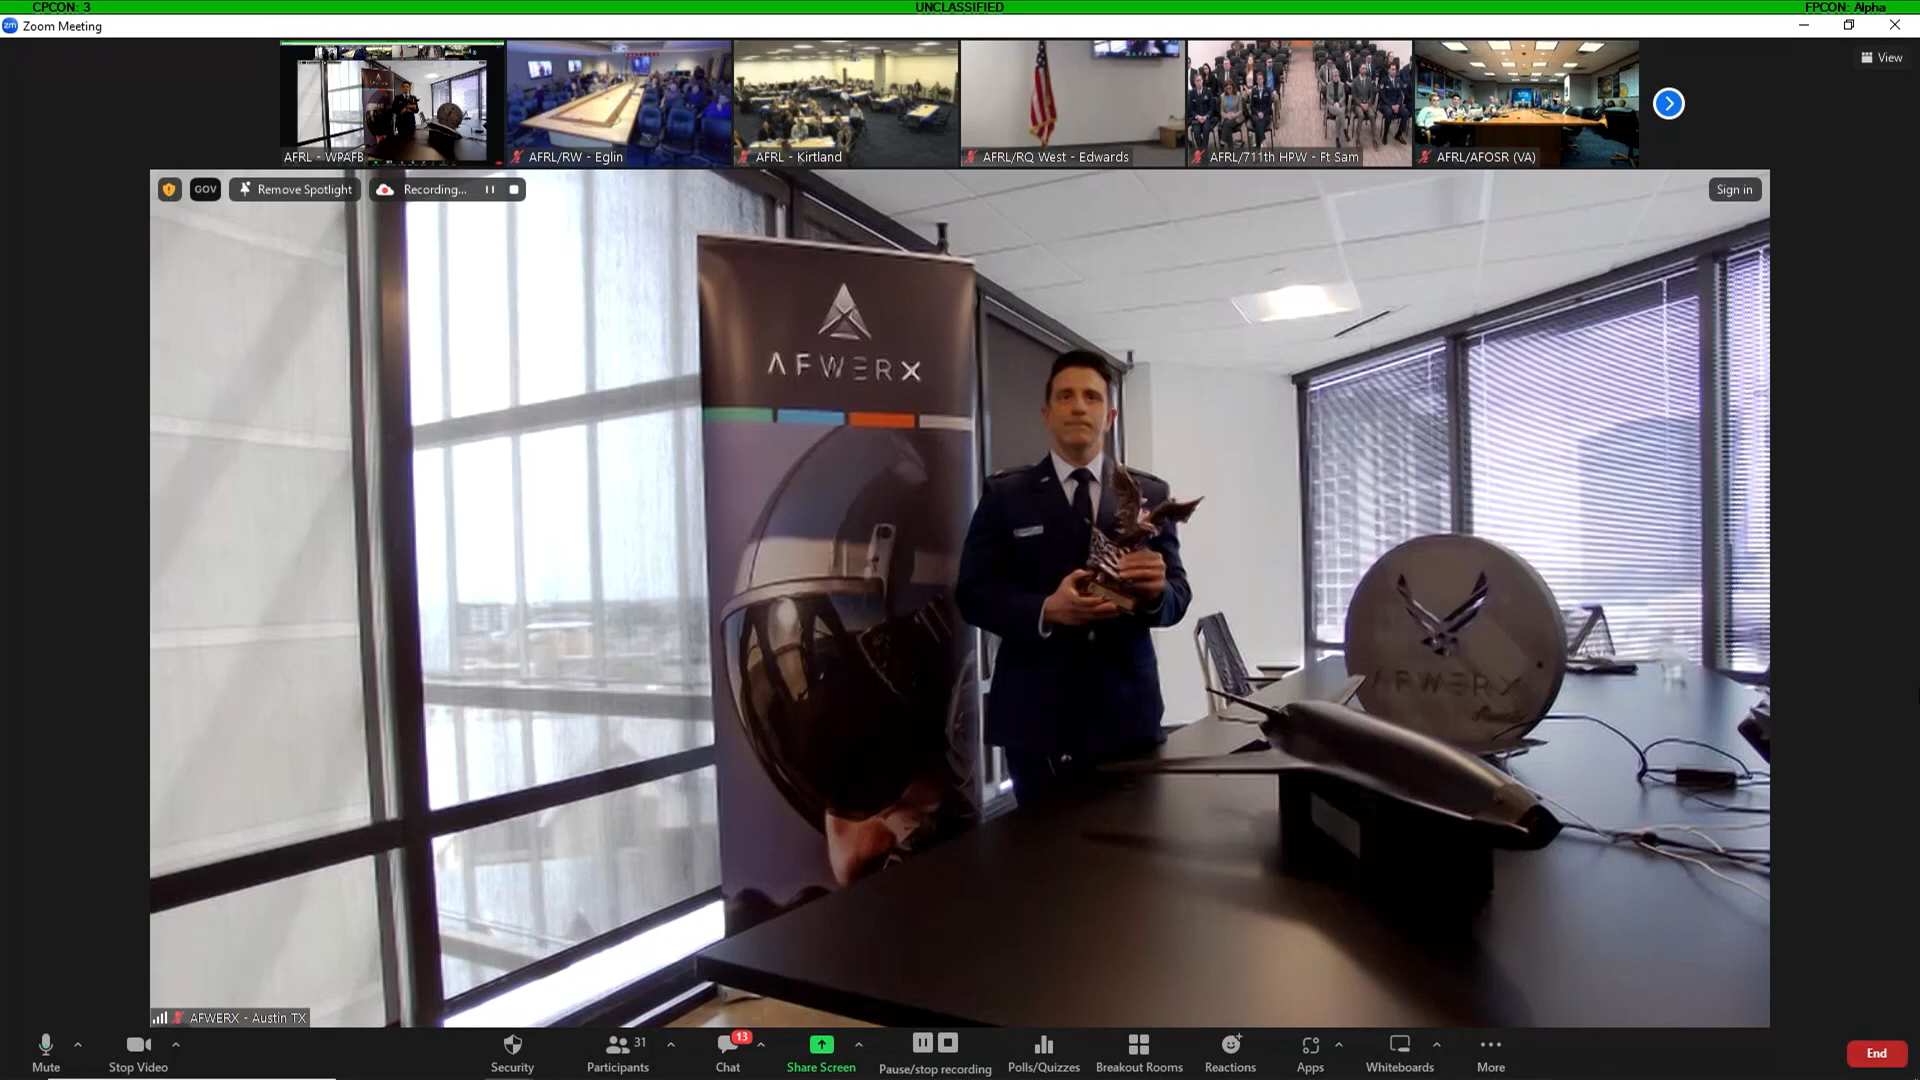 CPCON: 3
UNCLASSIFIED
FPCON: Alpha
zm
Zoom Meeting
View
AFRL - WPAFB
AFRL/RW - Eglin
AFRL - Kirtland
AFRL/RQ West - Edwards
AFRL/711th HPW - Ft Sam
AFRL/AFOSR (VA)
GOV
Remove Spotlight
Recording...
Sign in
AFWERX
AFWERX
AFWERX - Austin TX
Mute
Stop Video
Security
Participants
31
Chat
13
Share Screen
Pause/stop recording
Polls/Quizzes
Breakout Rooms
Reactions
Apps
Whiteboards
More
End